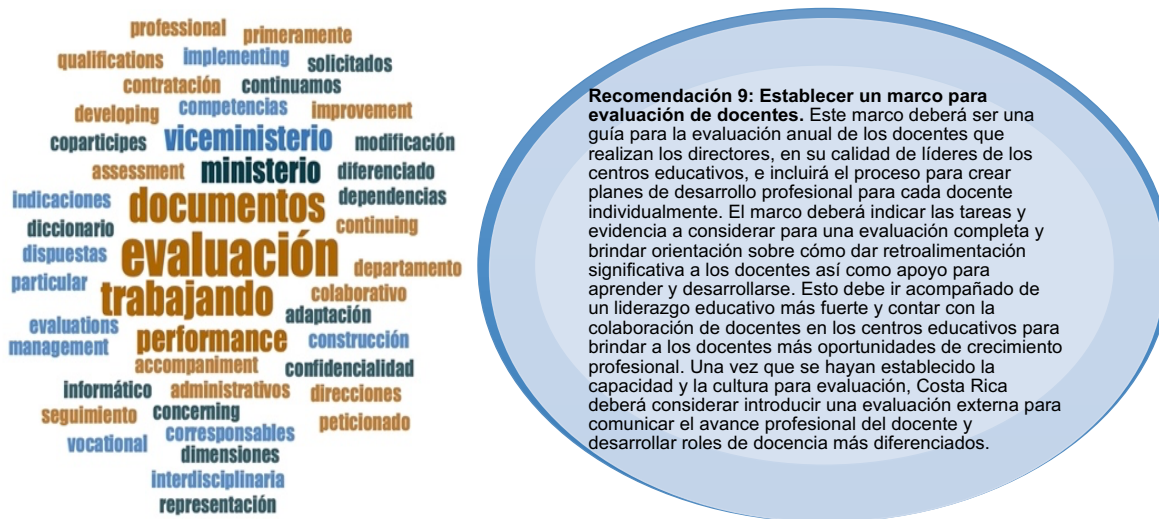 professional primeramente
qualifications implementing solicitados
contratación continuamos
developing competencias improvement
coparticipes viceministerio modificación
assessment ministerio diferenciado
indicaciones documentos dependencias
diccionario continuing
dispuestas evaluación departamento
particular trabajando colaborativo
evaluations adaptación
management performance construcción
accompaniment confidencialidad
informático administrativos direcciones
seguimiento concerning peticionado
vocational corresponsables
dimensiones
interdisciplinaria
representación
Recomendación 9: Establecer un marco para
evaluación de docentes. Este marco deberá ser una
guía para la evaluación anual de los docentes que
realizan los directores, en su calidad de líderes de los
centros educativos, e incluirá el proceso para crear
planes de desarrollo profesional para cada docente
individualmente. El marco deberá indicar las tareas y
evidencia a considerar para una evaluación completa y
brindar orientación sobre cómo dar retroalimentación
significativa a los docentes así como apoyo para
aprender y desarrollarse. Esto debe ir acompañado de
un liderazgo educativo más fuerte y contar con la
colaboración de docentes en los centros educativos para
brindar a los docentes más oportunidades de crecimiento
profesional. Una vez que se hayan establecido la
capacidad y la cultura para evaluación, Costa Rica
deberá considerar introducir una evaluación externa para
comunicar el avance profesional del docente y
desarrollar roles de docencia más diferenciados.